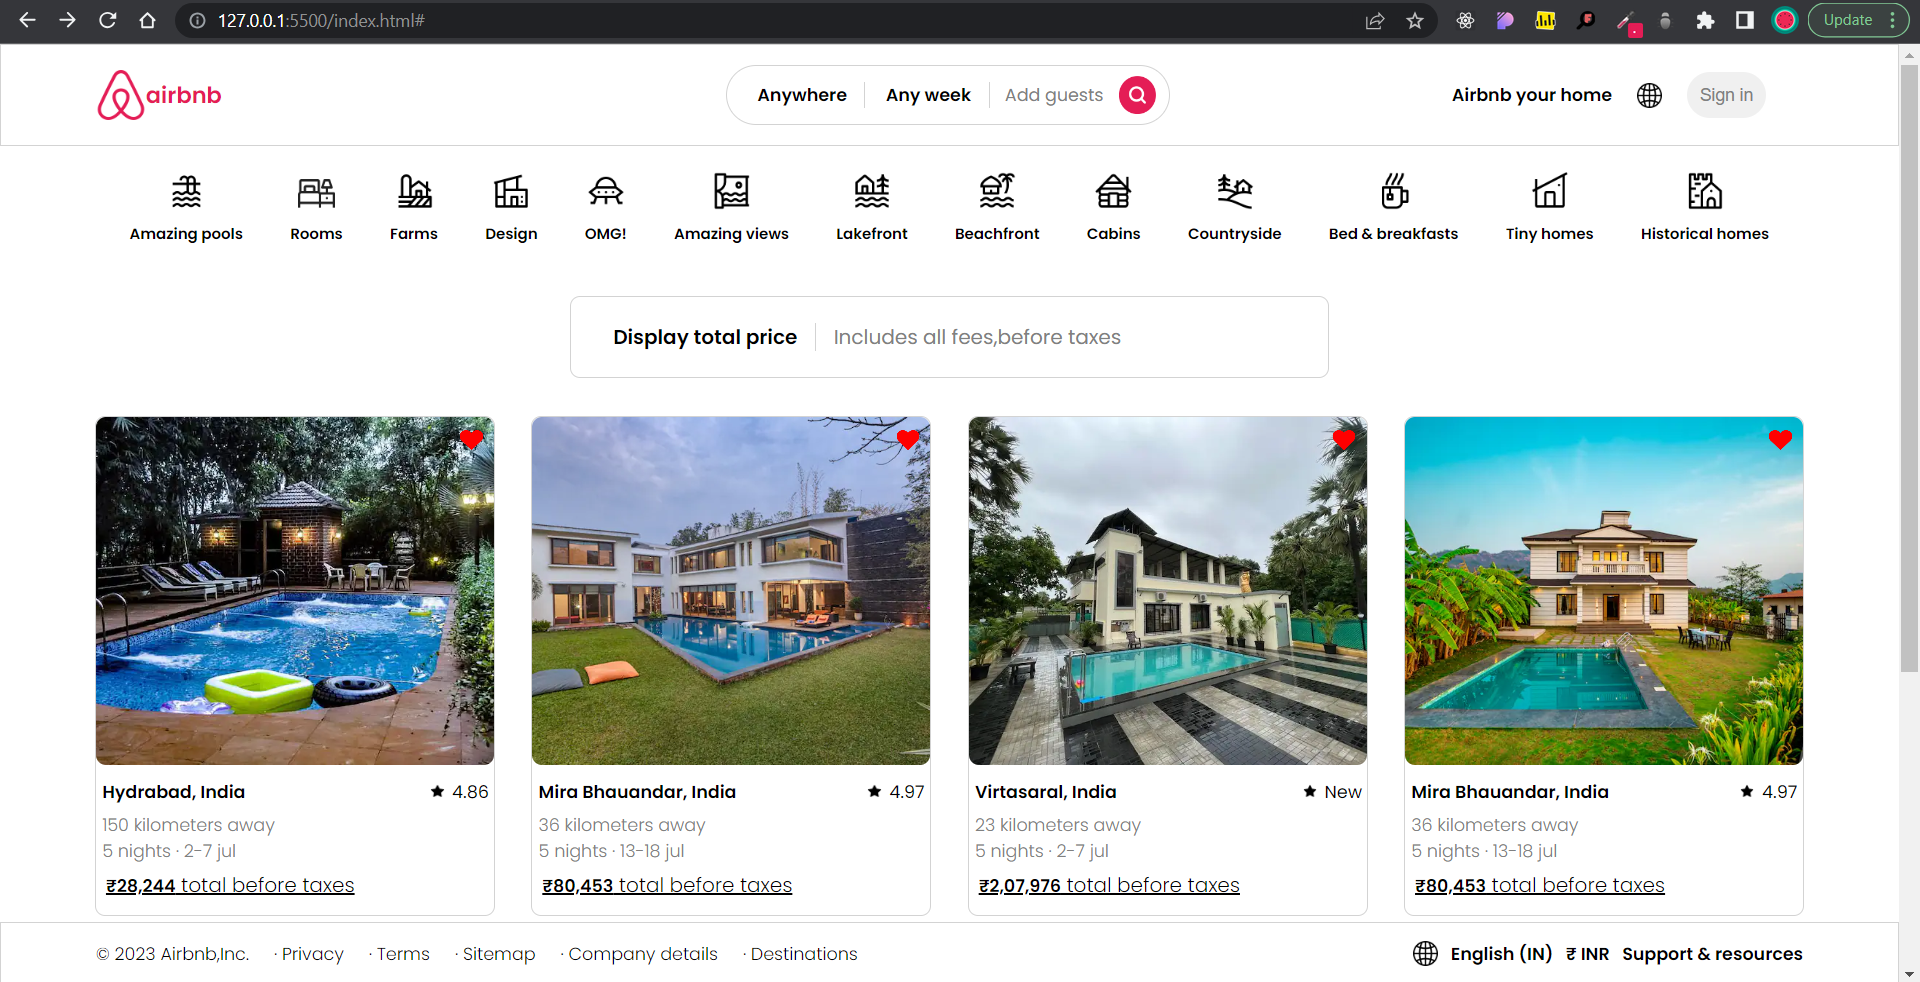 127.0.0.1:5500/index.html#
Update
airbnb
Anywhere
Any week
Add guests
Airbnb your home
Sign in
Amazing pools
Rooms
Farms
Design
OMG!
Amazing views
Lakefront
Beachfront
Cabins
Countryside
Bed & breakfasts
Tiny homes
Historical homes
Display total price
Includes all fees,before taxes
Hydrabad, India
4.86
150 kilometers away
5 nights · 2-7 jul
₹28,244 total before taxes
Mira Bhauandar, India
4.97
36 kilometers away
5 nights · 13-18 jul
₹80,453 total before taxes
Virtasaral, India
New
23 kilometers away
5 nights · 2-7 jul
₹2,07,976 total before taxes
Mira Bhauandar, India
4.97
36 kilometers away
5 nights · 13-18 jul
₹80,453 total before taxes
© 2023 Airbnb,Inc.
· Privacy
· Terms
· Sitemap
· Company details
· Destinations
English (IN)
₹ INR
Support & resources